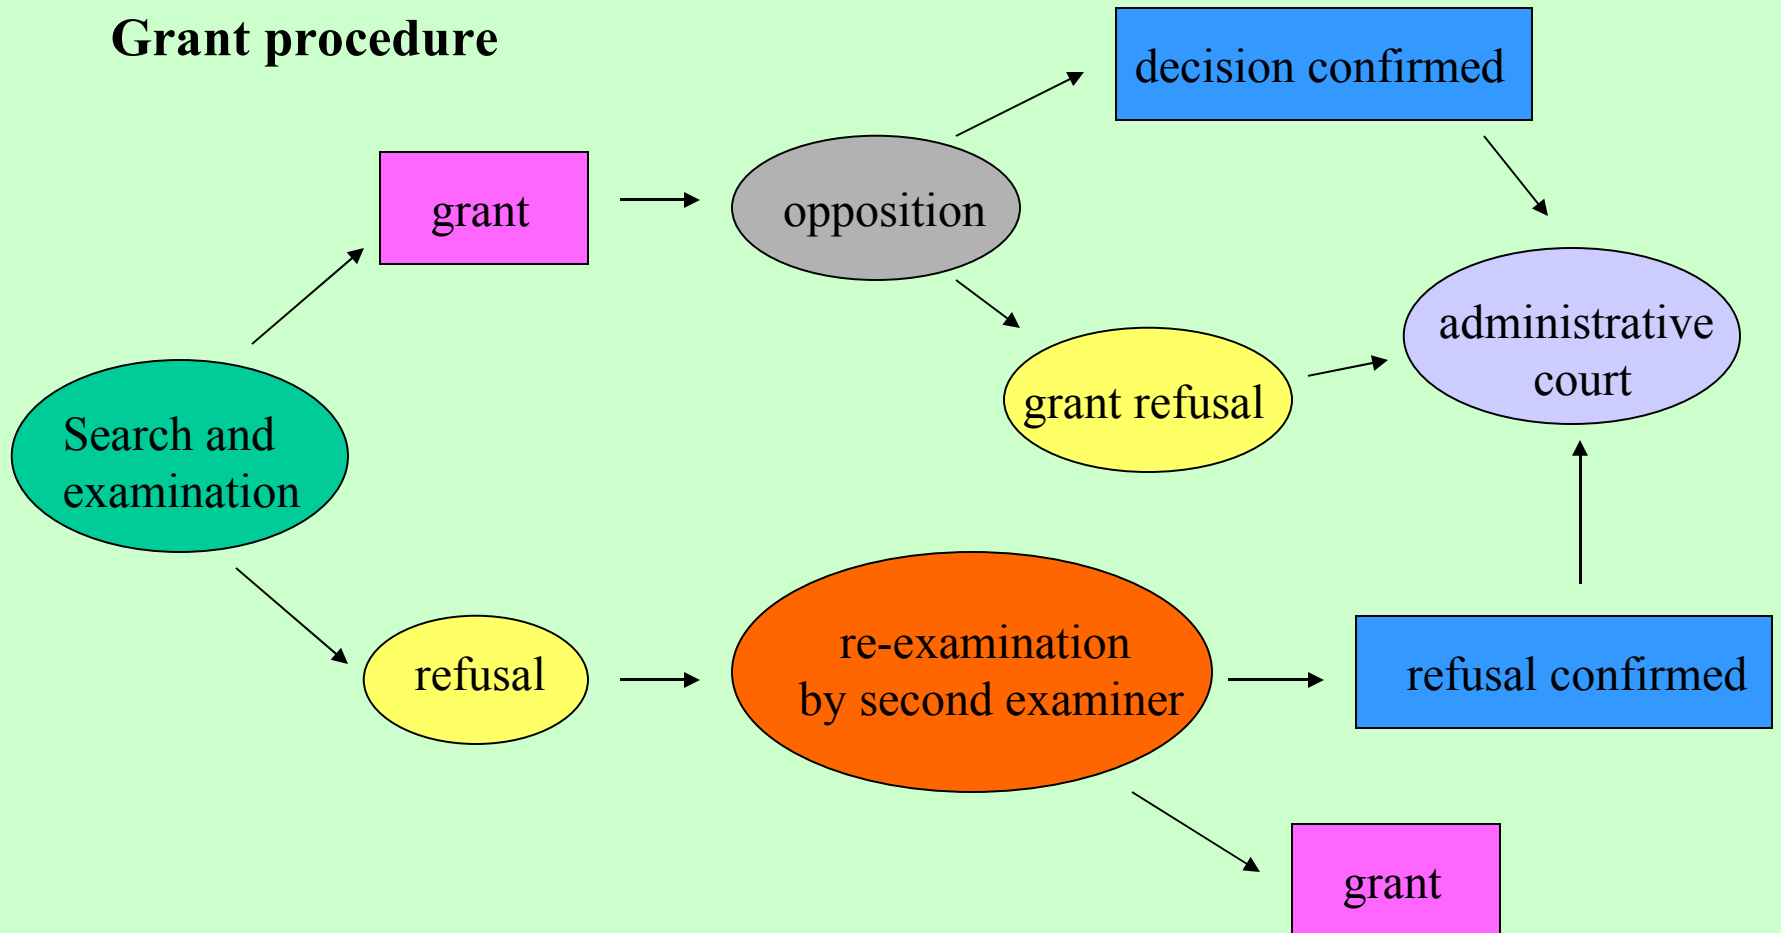 Grant procedure
decision confirmed
grant
opposition
administrative
court
grant refusal
Search and
examination
re-examination
by second examiner
refusal
refusal confirmed
grant